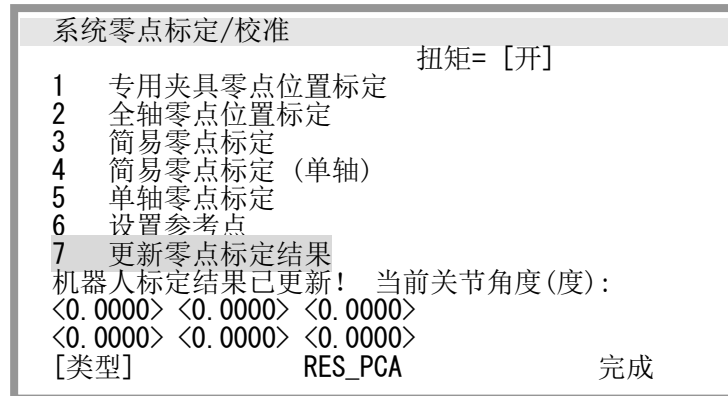 系统零点标定/校准
扭矩= [开]
1 专用夹具零点位置标定
2 全轴零点位置标定
3 简易零点标定
4 简易零点标定 (单轴)
5 单轴零点标定
6 设置参考点
7 更新零点标定结果
机器人标定结果已更新! 当前关节角度(度):
<0.0000> <0.0000> <0.0000>
<0.0000> <0.0000> <0.0000>
[类型] RES_PCA 完成